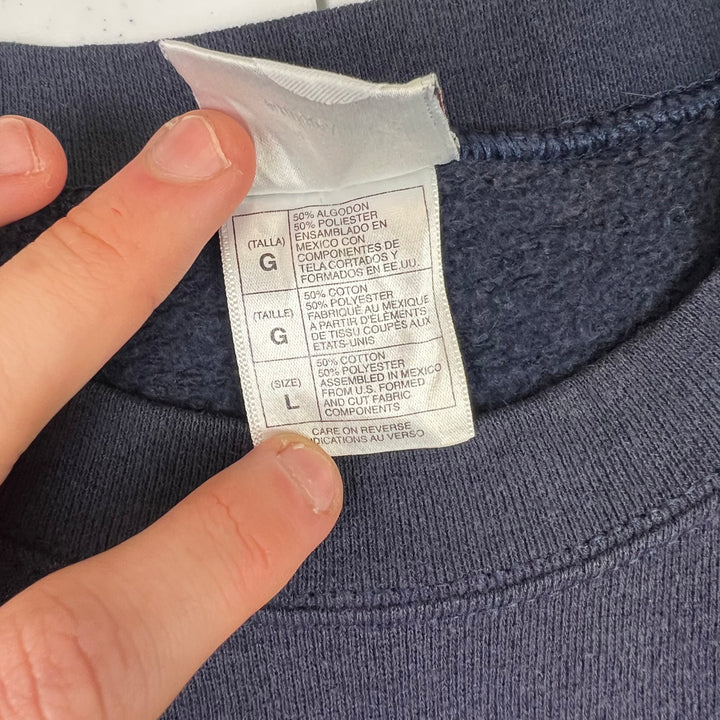 (TALLA)
G
50% ALGODON
50% POLIESTER
ENSAMBLADO EN
MEXICO CON
COMPONENTES DE
TELA CORTADOS Y
FORMADOS EN EE.UU.
(TAILLE)
G
50% COTON
50% POLYESTER
FABRIQUÉ AU MEXIQUE
A PARTIR D'ELÉMENTS
DE TISSU COUPÉS AUX
ETATS-UNIS
(SIZE)
L
50% COTTON
50% POLYESTER
ASSEMBLED IN MEXICO
FROM U.S. FORMED
AND CUT FABRIC
COMPONENTS
CARE ON REVERSE
INDICATIONS AU VERSO